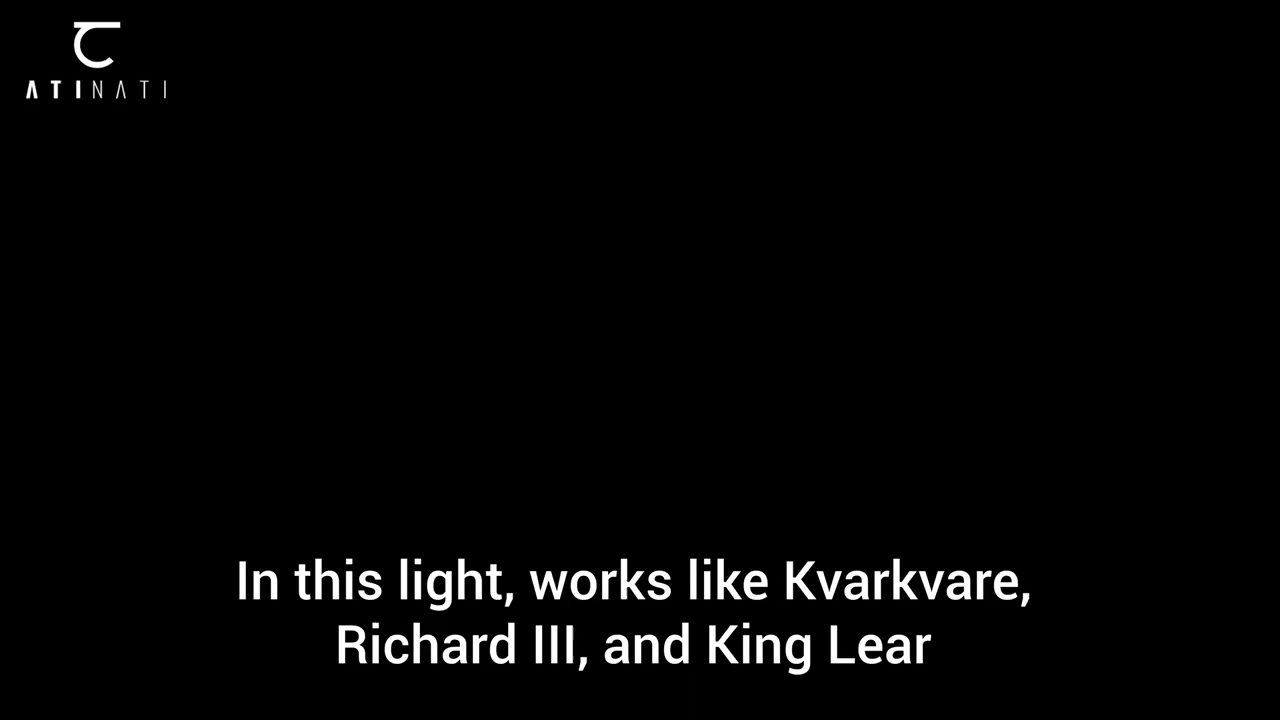 ATINATI
In this light, works like Kvarkvare,
Richard III, and King Lear